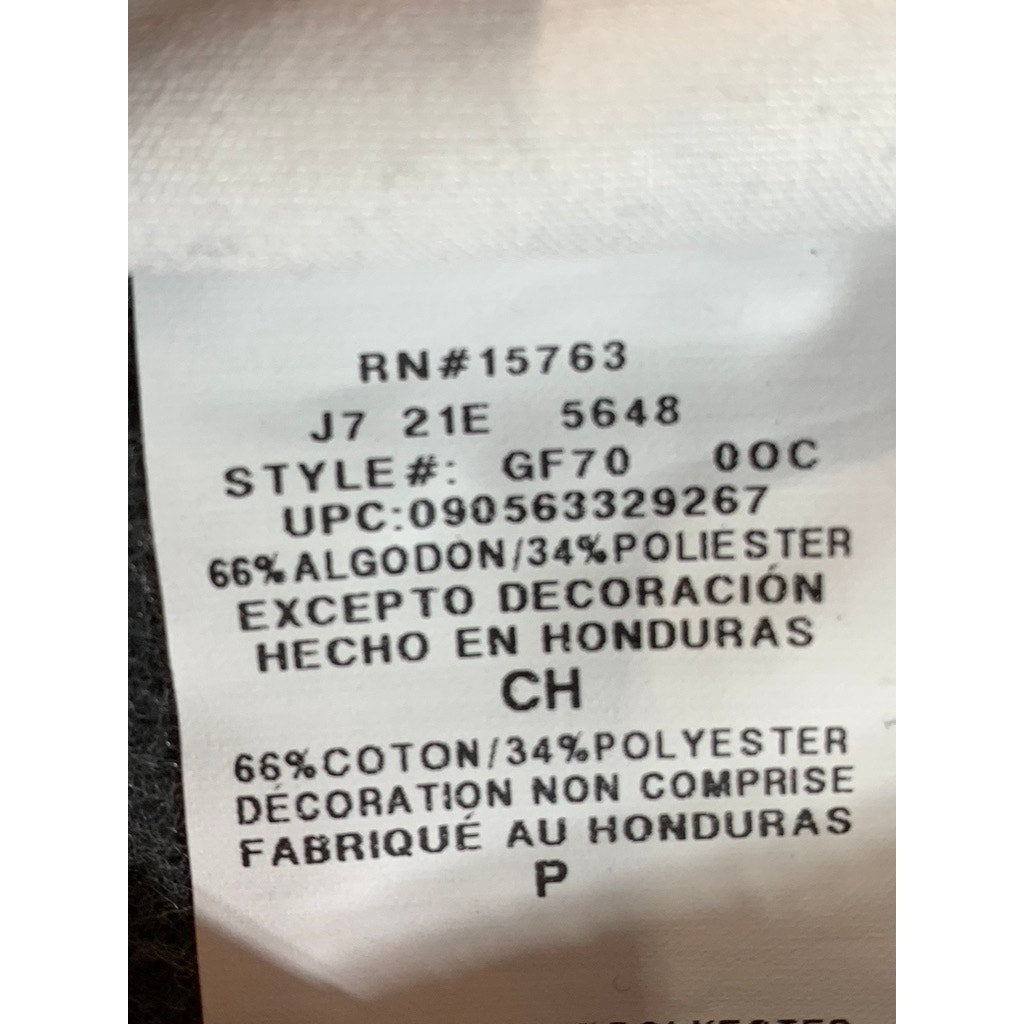 RN#15763
J7 21E 5648
STYLE#: GF70 00C
UPC:090563329267
66%ALGODON/34%POLIESTER
EXCEPTO DECORACIÓN
HECHO EN HONDURAS
CH
66%COTON/34%POLYESTER
DÉCORATION NON COMPRISE
FABRIQUÉ AU HONDURAS
P